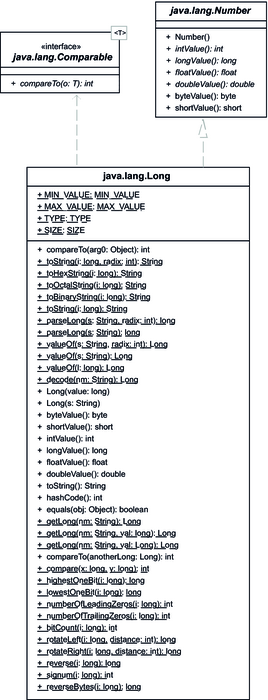 java.lang.Number
+ Number()
+ intValue(): int
+ longValue(): long
+ floatValue(): float
+ doubleValue(): double
+ byteValue(): byte
+ shortValue(): short
<T>
«interface»
java.lang.Comparable
+ compareTo(o: T): int
java.lang.Long
+ MIN_VALUE: MIN_VALUE
+ MAX_VALUE: MAX_VALUE
+ TYPE: TYPE
+ SIZE: SIZE
+ compareTo(arg0: Object): int
+ toString(i: long, radix: int): String
+ toHexString(i: long): String
+ toOctalString(i: long): String
+ toBinaryString(i: long): String
+ toString(i: long): String
+ parseLong(s: String, radix: int): long
+ parseLong(s: String): long
+ valueOf(s: String, radix: int): Long
+ valueOf(s: String): Long
+ valueOf(l: long): Long
+ decode(nm: String): Long
+ Long(value: long)
+ Long(s: String)
+ byteValue(): byte
+ shortValue(): short
+ intValue(): int
+ longValue(): long
+ floatValue(): float
+ doubleValue(): double
+ toString(): String
+ hashCode(): int
+ equals(obj: Object): boolean
+ getLong(nm: String): Long
+ getLong(nm: String, val: long): Long
+ getLong(nm: String, val: Long): Long
+ compareTo(anotherLong: Long): int
+ compare(x: long, y: long): int
+ highestOneBit(i: long): long
+ lowestOneBit(i: long): long
+ numberOfLeadingZeros(i: long): int
+ numberOfTrailingZeros(i: long): int
+ bitCount(i: long): int
+ rotateLeft(i: long, distance: int): long
+ rotateRight(i: long, distance: int): long
+ reverse(i: long): long
+ signum(i: long): int
+ reverseBytes(i: long): long